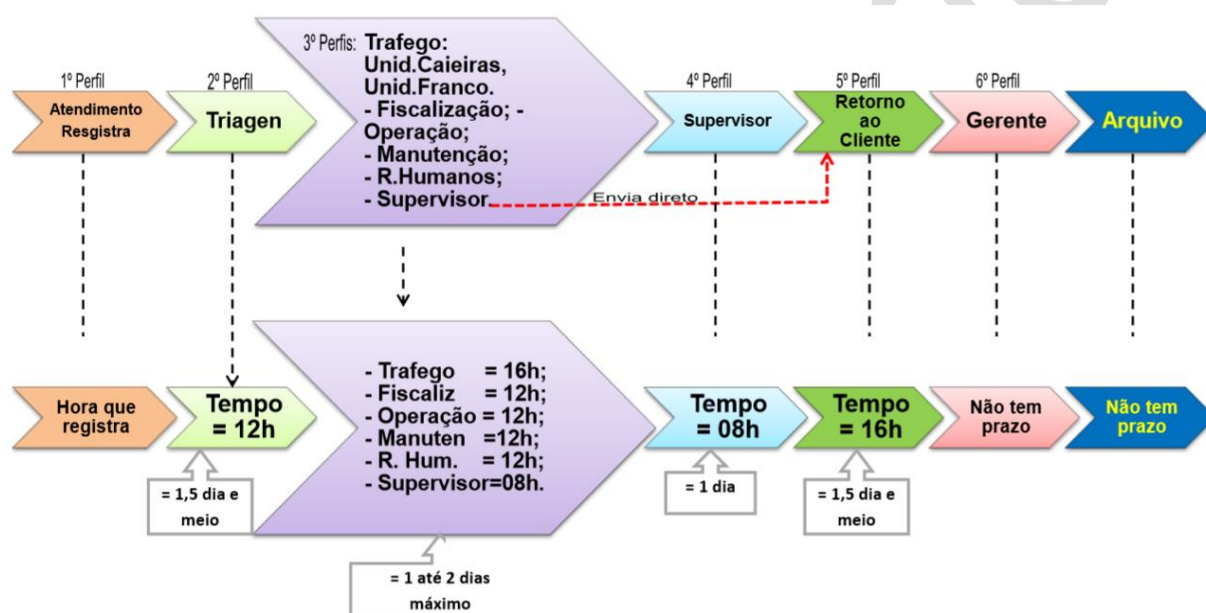 1º Perfil
Atendimento
Resgistra
2º Perfil
Triagen
3º Perfis: Trafego:
Unid.Caieiras,
Unid.Franco.
- Fiscalização; -
Operação;
- Manutenção;
- R.Humanos;
- Supervisor.
Envia direto
4º Perfil
Supervisor
5º Perfil
Retorno
ao
Cliente
6º Perfil
Gerente
Arquivo
Hora que
registra
Tempo
= 12h
- Trafego = 16h;
- Fiscaliz = 12h;
- Operação = 12h;
- Manuten =12h;
- R. Hum. = 12h;
- Supervisor=08h.
Tempo
= 08h
Tempo
= 16h
Não tem
prazo
Não tem
prazo
= 1,5 dia e
meio
= 1 até 2 dias
máximo
= 1 dia
= 1,5 dia e
meio